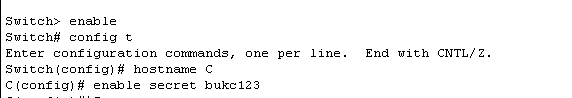 Switch> enable
Switch# config t
Enter configuration commands, one per line.  End with CNTL/Z.
Switch(config)# hostname C
C(config)# enable secret bukc123